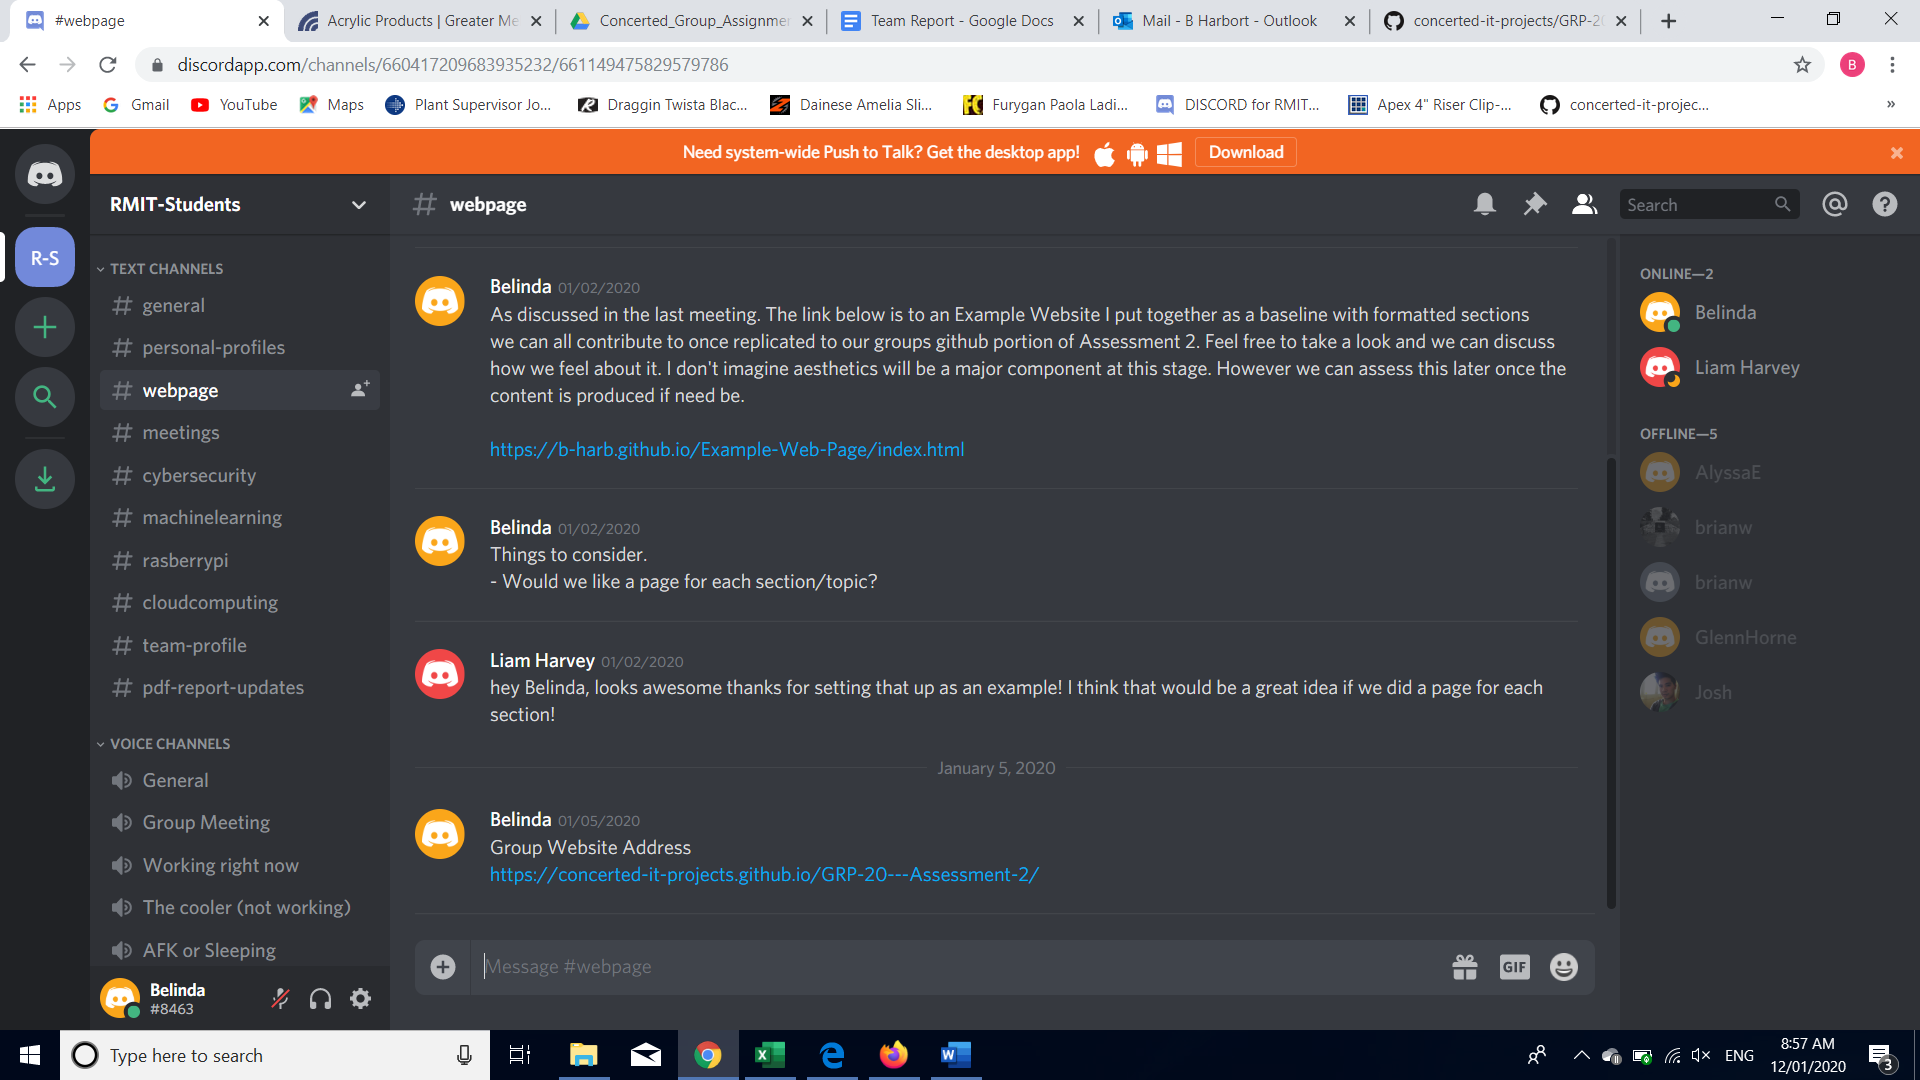 #webpage
Acrylic Products | Greater Me
Concerted_Group_Assignme
Team Report - Google Docs
Mail - B Harbort - Outlook
concerted-it-projects/GRP-20
discordapp.com/channels/660417209683935232/661149475829579786
B
Apps
Gmail
YouTube
Maps
Plant Supervisor Jo...
Draggin Twista Blac...
Dainese Amelia Sli...
Furygan Paola Ladi...
DISCORD for RMIT...
Apex 4" Riser Clip-...
concerted-it-projec...
»
Need system-wide Push to Talk? Get the desktop app!
Download
R-S
RMIT-Students
TEXT CHANNELS
# general
# personal-profiles
# webpage
# meetings
# cybersecurity
# machinelearning
# rasberrypi
# cloudcomputing
# team-profile
# pdf-report-updates
VOICE CHANNELS
General
Group Meeting
Working right now
The cooler (not working)
AFK or Sleeping
Belinda
#8463
# webpage
Search
Belinda 01/02/2020
As discussed in the last meeting. The link below is to an Example Website I put together as a baseline with formatted sections
we can all contribute to once replicated to our groups github portion of Assessment 2. Feel free to take a look and we can discuss
how we feel about it. I don't imagine aesthetics will be a major component at this stage. However we can assess this later once the
content is produced if need be.
https://b-harb.github.io/Example-Web-Page/index.html
Belinda 01/02/2020
Things to consider.
- Would we like a page for each section/topic?
Liam Harvey 01/02/2020
hey Belinda, looks awesome thanks for setting that up as an example! I think that would be a great idea if we did a page for each
section!
January 5, 2020
Belinda 01/05/2020
Group Website Address
https://concerted-it-projects.github.io/GRP-20---Assessment-2/
Message #webpage
GIF
ONLINE—2
Belinda
Liam Harvey
OFFLINE—5
AlyssaE
brianw
brianw
GlennHorne
Josh
Type here to search
ENG
8:57 AM
12/01/2020
3